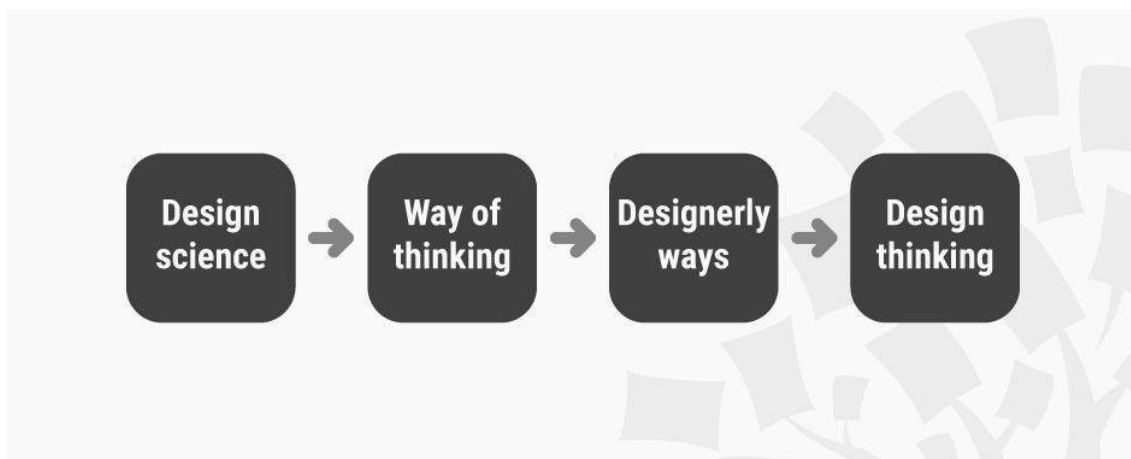 Design
science
Way of
thinking
Designerly
ways
Design
thinking